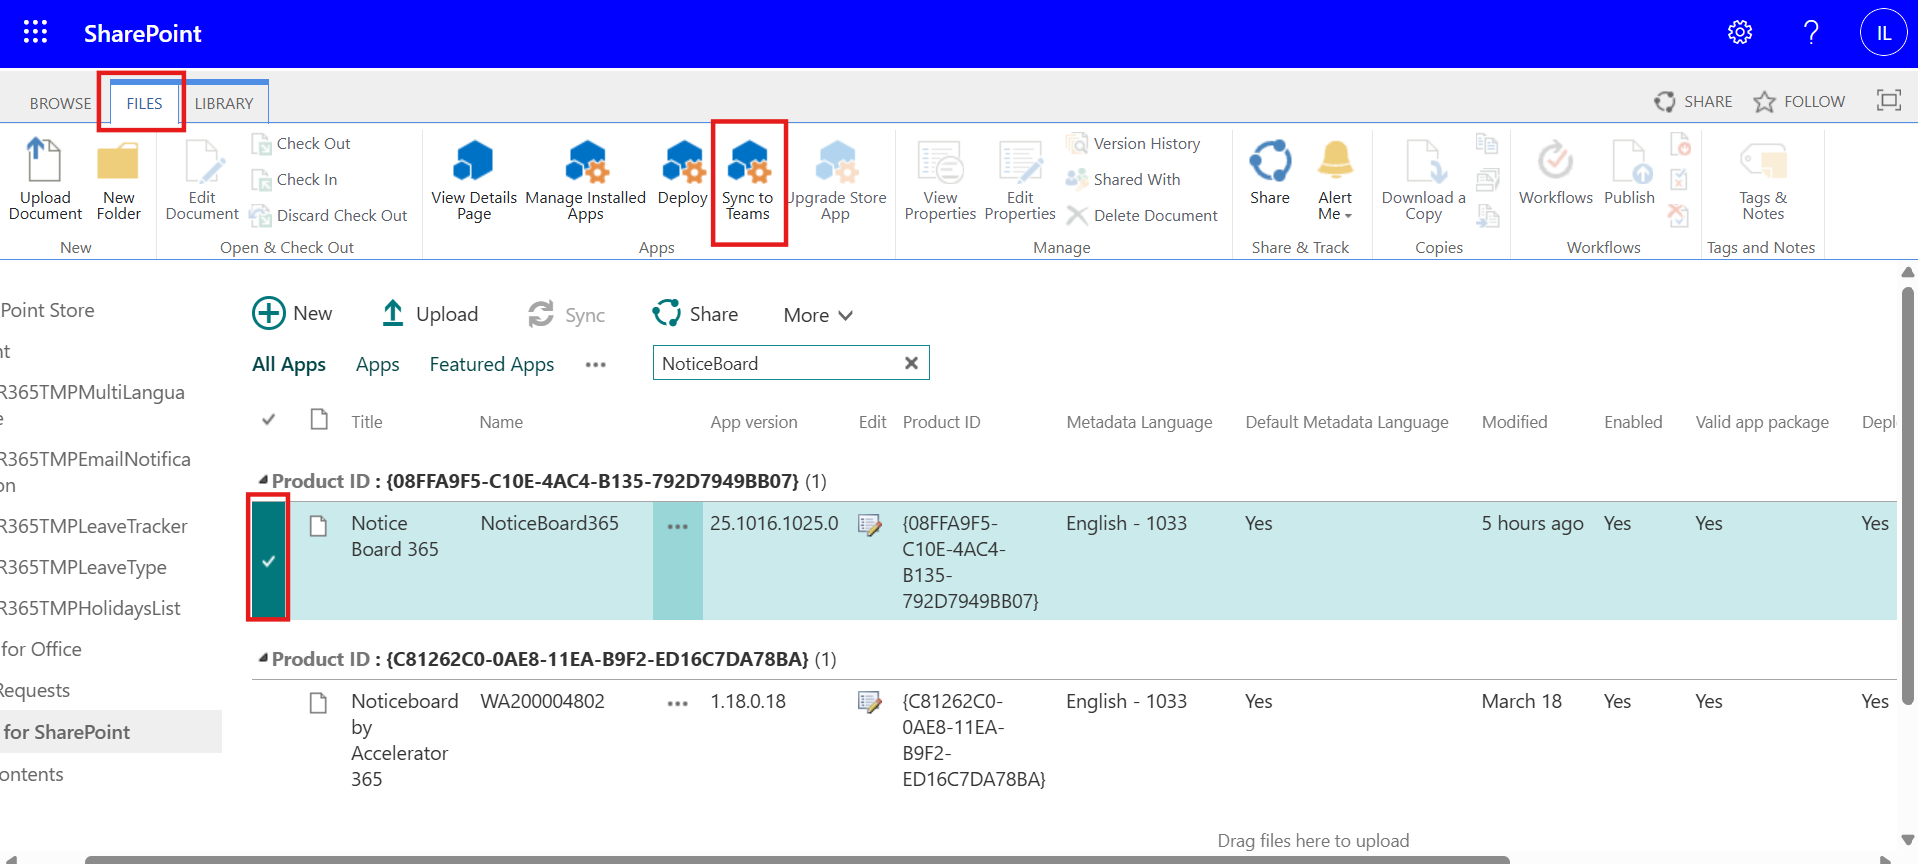 SharePoint
IL
BROWSE FILES LIBRARY SHARE FOLLOW
Upload Document
New Folder
New
Edit Document
Check Out
Check In
Discard Check Out
Open & Check Out
View Details Page
Manage Installed Apps
Deploy
Sync to Teams
Upgrade Store App
Apps
View Properties
Edit Properties
Version History
Shared With
Delete Document
Manage
Share
Alert Me
Share & Track
Download a Copy
Copies
Workflows
Publish
Workflows
Tags & Notes
Tags and Notes
Point Store
nt
R365TMPMultiLangua
e
R365TMPEmailNotifica
on
R365TMPLeaveTracker
R365TMPLeaveType
R365TMPHolidaysList
for Office
Requests
for SharePoint
ontents
New Upload Sync Share More
All Apps Apps Featured Apps ••• NoticeBoard
Title Name App version Edit Product ID Metadata Language Default Metadata Language Modified Enabled Valid app package Depl
Product ID : {08FFA9F5-C10E-4AC4-B135-792D7949BB07} (1)
Notice Board 365 NoticeBoard365 ••• 25.1016.1025.0 {08FFA9F5-C10E-4AC4-B135-792D7949BB07} English - 1033 Yes 5 hours ago Yes Yes Yes
Product ID : {C81262C0-0AE8-11EA-B9F2-ED16C7DA78BA} (1)
Noticeboard by Accelerator 365 WA200004802 ••• 1.18.0.18 {C81262C0-0AE8-11EA-B9F2-ED16C7DA78BA} English - 1033 Yes March 18 Yes Yes Yes
Drag files here to upload